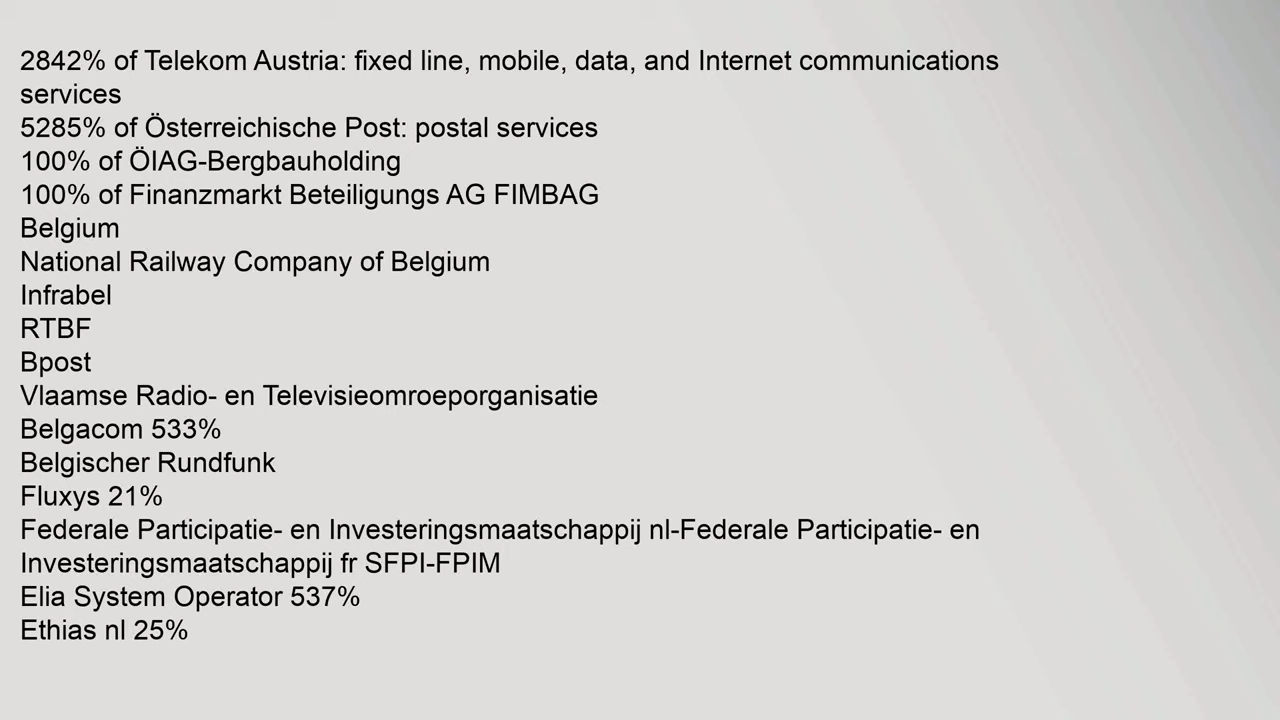 2842% of Telekom Austria: fixed line, mobile, data, and Internet communications
services
5285% of Österreichische Post: postal services
100% of ÖIAG-Bergbauholding
100% of Finanzmarkt Beteiligungs AG FIMBAG
Belgium
National Railway Company of Belgium
Infrabel
RTBF
Bpost
Vlaamse Radio- en Televisieomroeporganisatie
Belgacom 533%
Belgischer Rundfunk
Fluxys 21%
Federale Participatie- en Investeringsmaatschappij nl-Federale Participatie- en
Investeringsmaatschappij fr SFPI-FPIM
Elia System Operator 537%
Ethias nl 25%